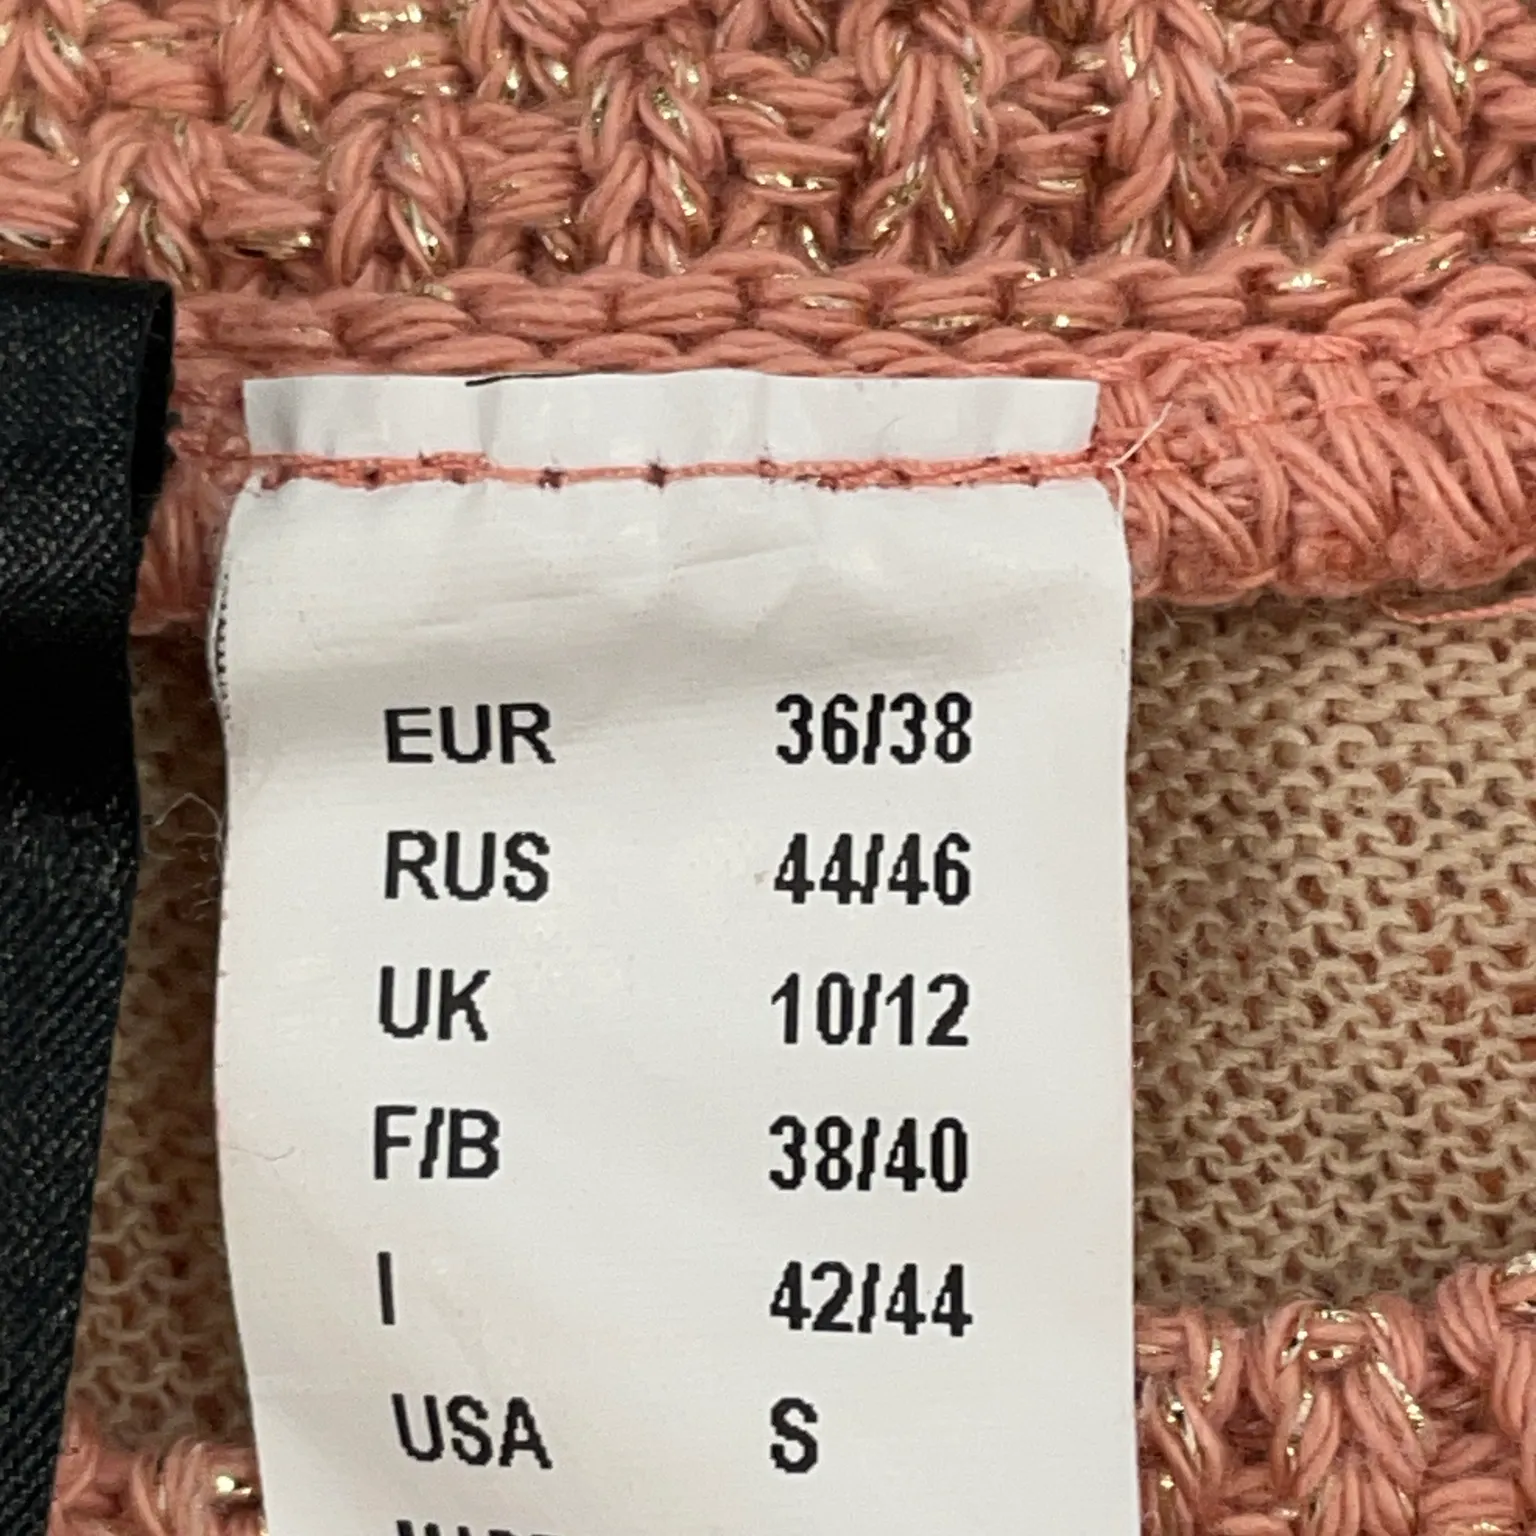 EUR 36/38
RUS 44/46
UK 10/12
F/B 38/40
I 42/44
USA S